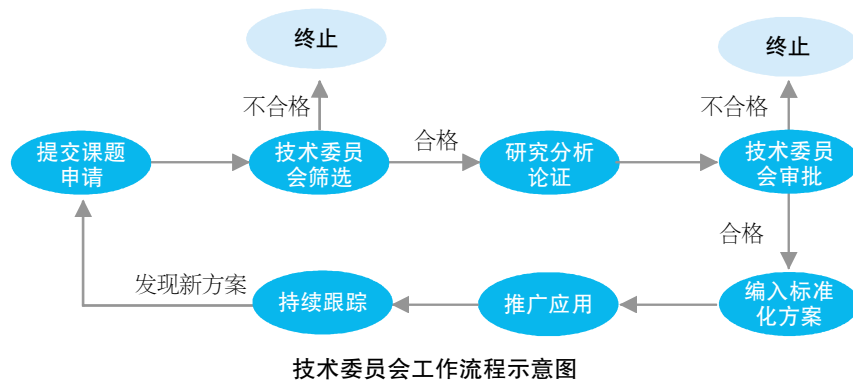 终止
终止
不合格
不合格
提交课题
申请
技术委员
会筛选
合格
研究分析
论证
技术委员
会审批
合格
发现新方案
持续跟踪
推广应用
编入标准
化方案
技术委员会工作流程示意图